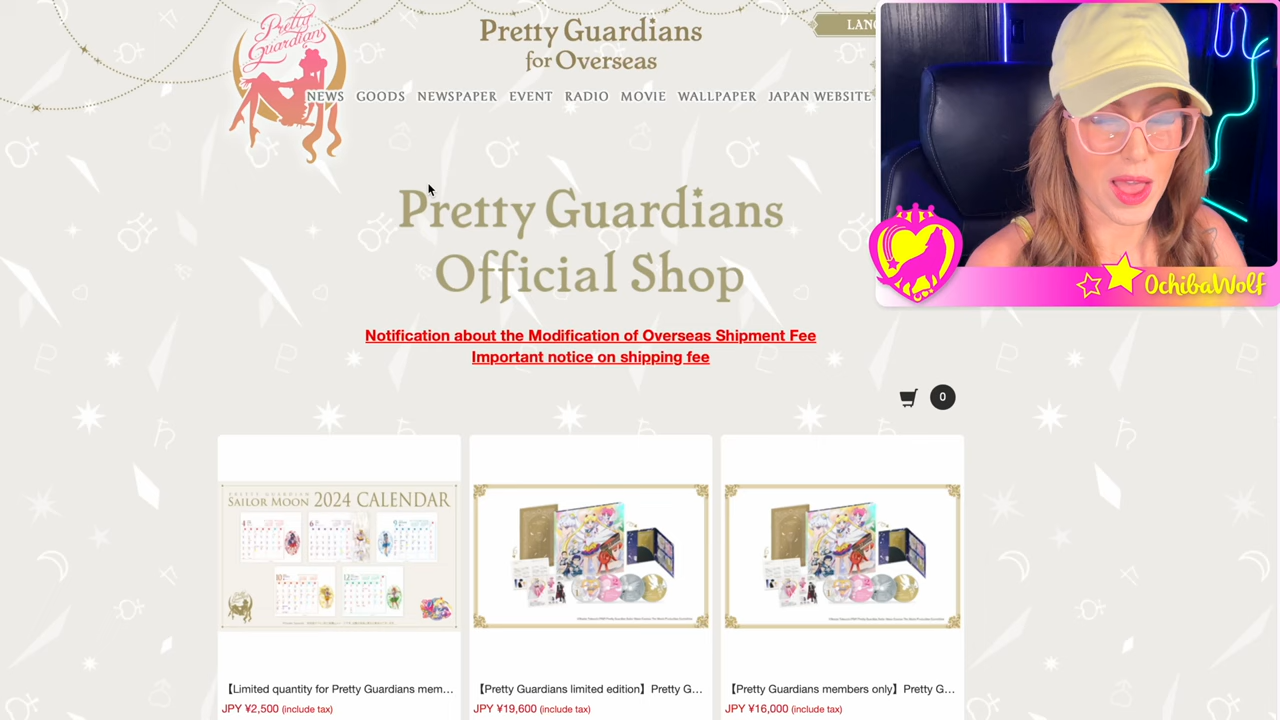 Pretty
Guardians
Pretty Guardians
for Overseas
LANG
NEWS GOODS NEWSPAPER EVENT RADIO MOVIE WALLPAPER JAPAN WEBSITE
OchibaWolf
Pretty Guardians
Official Shop
Notification about the Modification of Overseas Shipment Fee
Important notice on shipping fee
0
SAILOR MOON 2024 CALENDAR
【Limited quantity for Pretty Guardians mem...
JPY ¥2,500 (include tax)
【Pretty Guardians limited edition】Pretty G...
JPY ¥19,600 (include tax)
【Pretty Guardians members only】Pretty G...
JPY ¥16,000 (include tax)